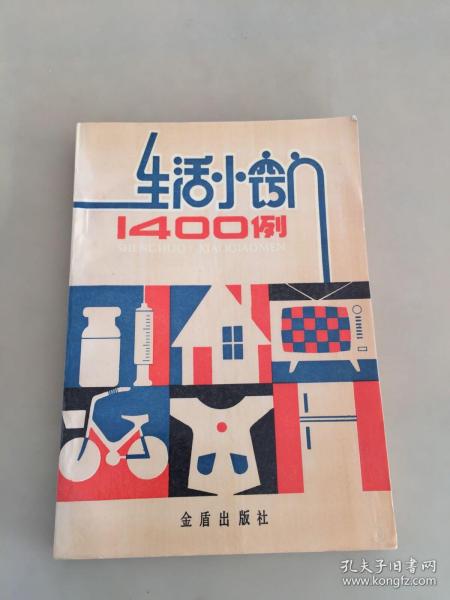 生活小窍门
1400例
SHENGHUO XIAOQIAOMEN
金盾出版社
孔夫子旧书网
www.kongfz.com